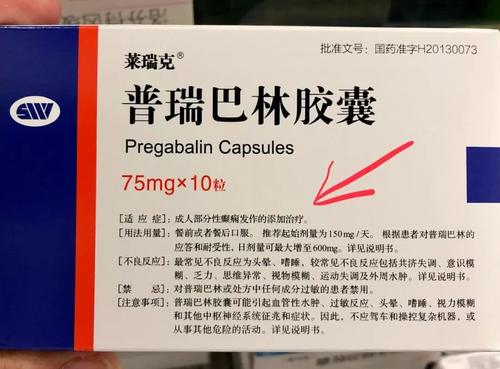 批准文号：国药准字H20130073
莱瑞克®
普瑞巴林胶囊
Pregabalin Capsules
75mg×10粒
[适 应 症]：成人部分性癫痫发作的添加治疗。
[用法用量]：餐前或者餐后口服。推荐起始剂量为150mg/天。根据患者对普瑞巴林的
应答和耐受性，日剂量可最大增至600mg。详见说明书。
[不良反应]：最常见不良反应为头晕、嗜睡，较常见不良反应包括共济失调、意识模
糊、乏力、思维异常、视物模糊、运动失调及外周水肿。详见说明书。
[禁 忌]：对普瑞巴林或处方中任何成分过敏的患者禁用。
[注意事项]：普瑞巴林胶囊可能引起血管性水肿、过敏反应、头晕、嗜睡、视力模糊
和其他中枢神经系统征兆和症状。因此，不应驾车和操控复杂机器，或
从事其他危险的活动。详见说明书。